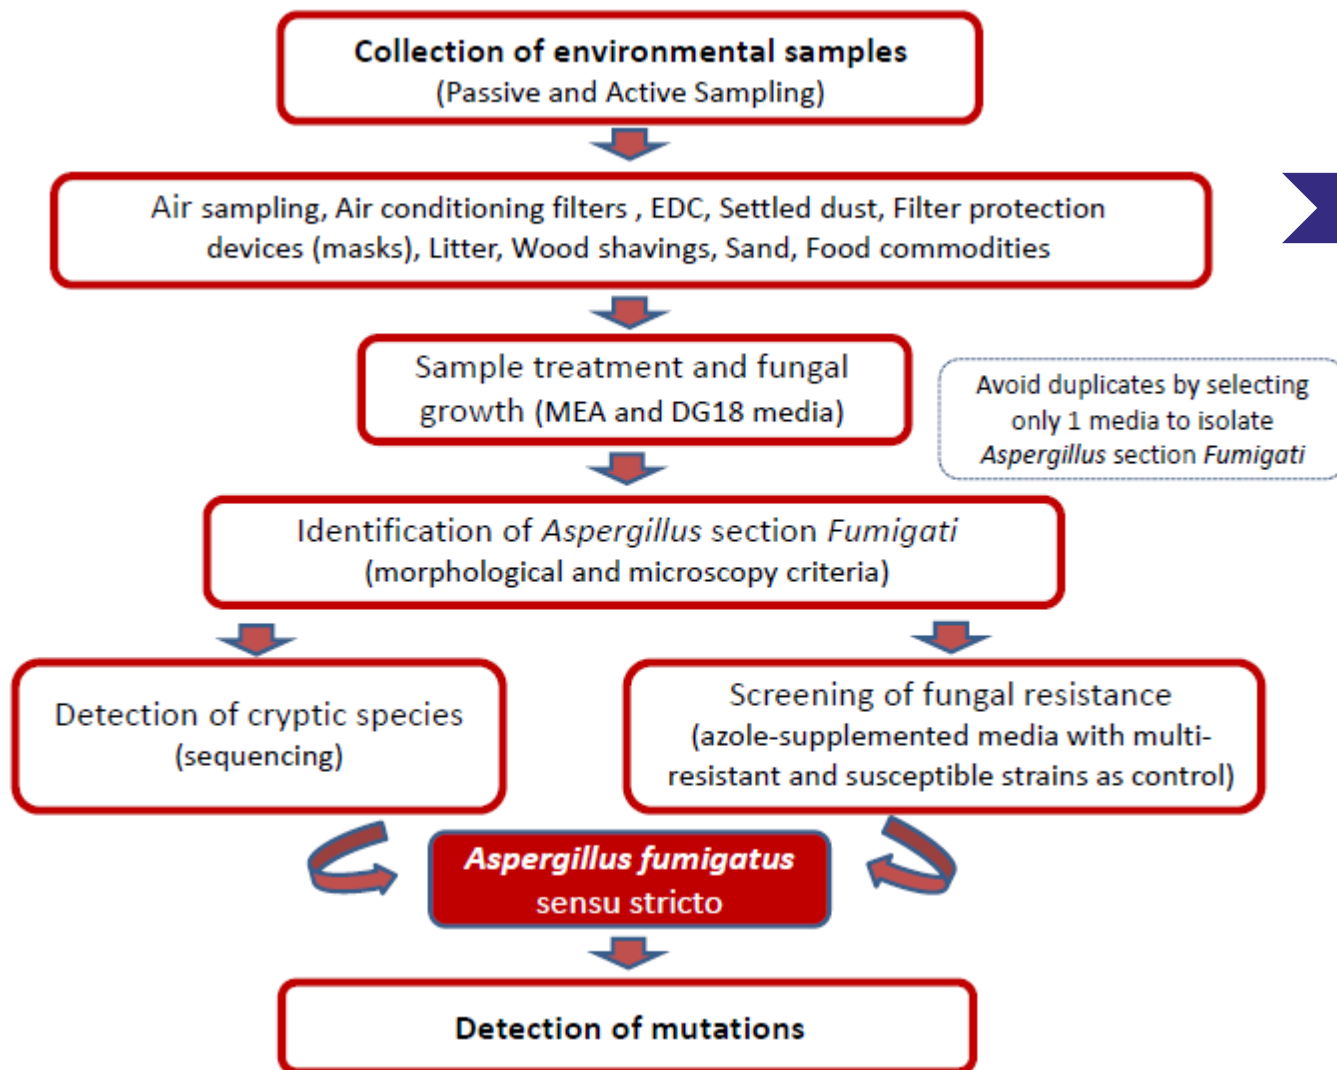 Collection of environmental samples
(Passive and Active Sampling)
Air sampling, Air conditioning filters , EDC, Settled dust, Filter protection
devices (masks), Litter, Wood shavings, Sand, Food commodities
Sample treatment and fungal
growth (MEA and DG18 media)
Avoid duplicates by selecting
only 1 media to isolate
Aspergillus section Fumigati
Identification of Aspergillus section Fumigati
(morphological and microscopy criteria)
Detection of cryptic species
(sequencing)
Screening of fungal resistance
(azole-supplemented media with multi-
resistant and susceptible strains as control)
Aspergillus fumigatus
sensu stricto
Detection of mutations